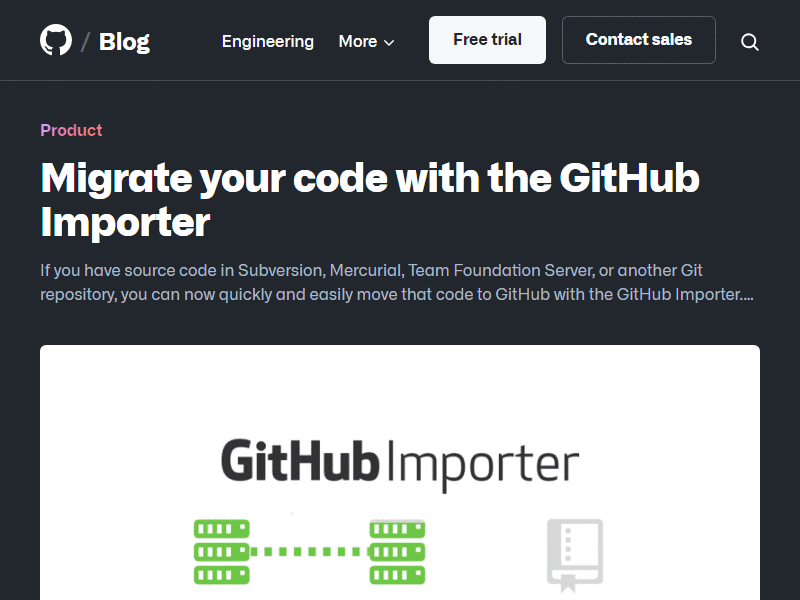 / Blog
Engineering
More
Free trial
Contact sales
Product
Migrate your code with the GitHub
Importer
If you have source code in Subversion, Mercurial, Team Foundation Server, or another Git
repository, you can now quickly and easily move that code to GitHub with the GitHub Importer....
GitHub Importer